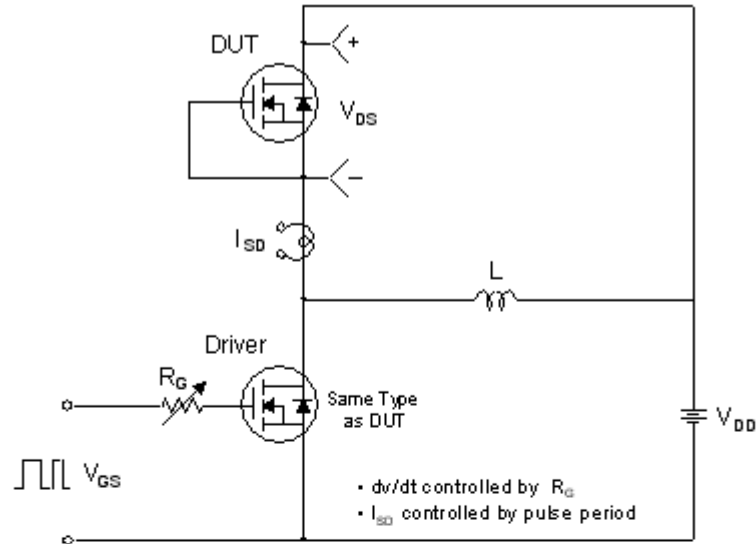 DUT
+
V_DS
−
I_SD
L
Driver
R_G
Same Type
as DUT
V_DD
V_GS
• dv/dt controlled by R_G
• I_SD controlled by pulse period